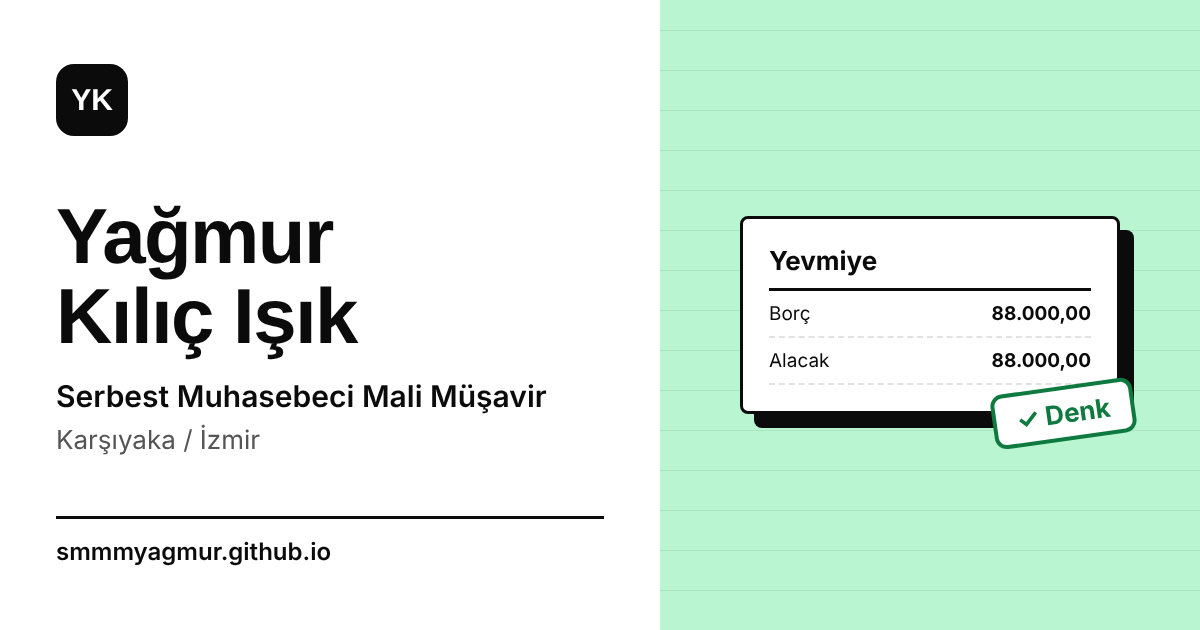 YK
Yağmur
Kılıç Işık
Serbest Muhasebeci Mali Müşavir
Karşıyaka / İzmir
smmmyagmur.github.io
Yevmiye
Borç 88.000,00
Alacak 88.000,00
Denk